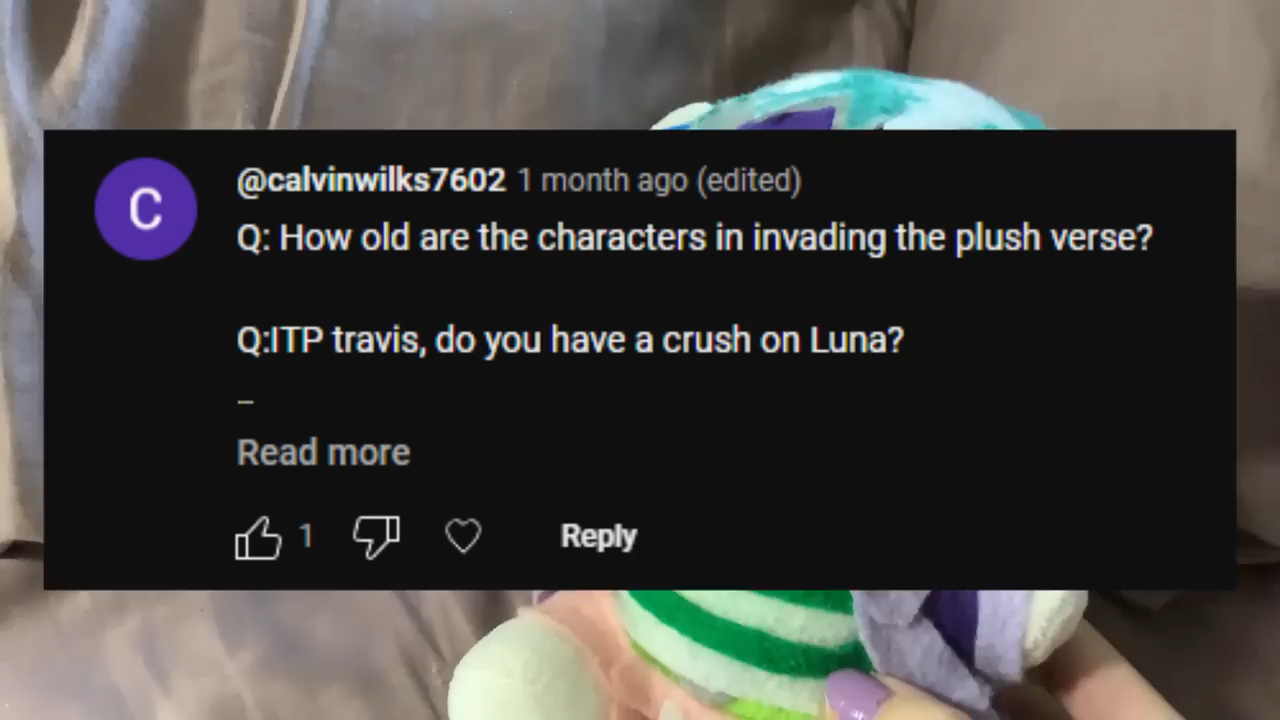 C
@calvinwilks7602 1 month ago (edited)
Q: How old are the characters in invading the plush verse?
Q:ITP travis, do you have a crush on Luna?
–
Read more
1
Reply